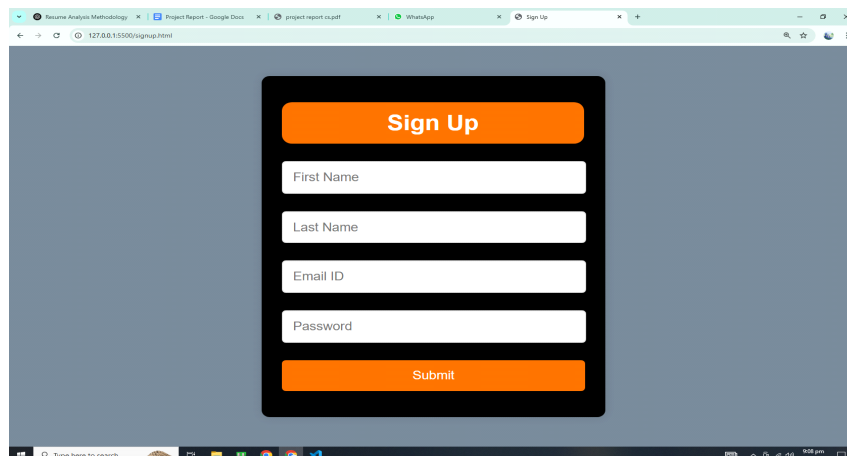 Resume Analysis Methodology
Project Report - Google Docs
project report cs.pdf
WhatsApp
Sign Up
127.0.0.1:5500/signup.html
Sign Up
First Name
Last Name
Email ID
Password
Submit
Type here to search
9:08 pm